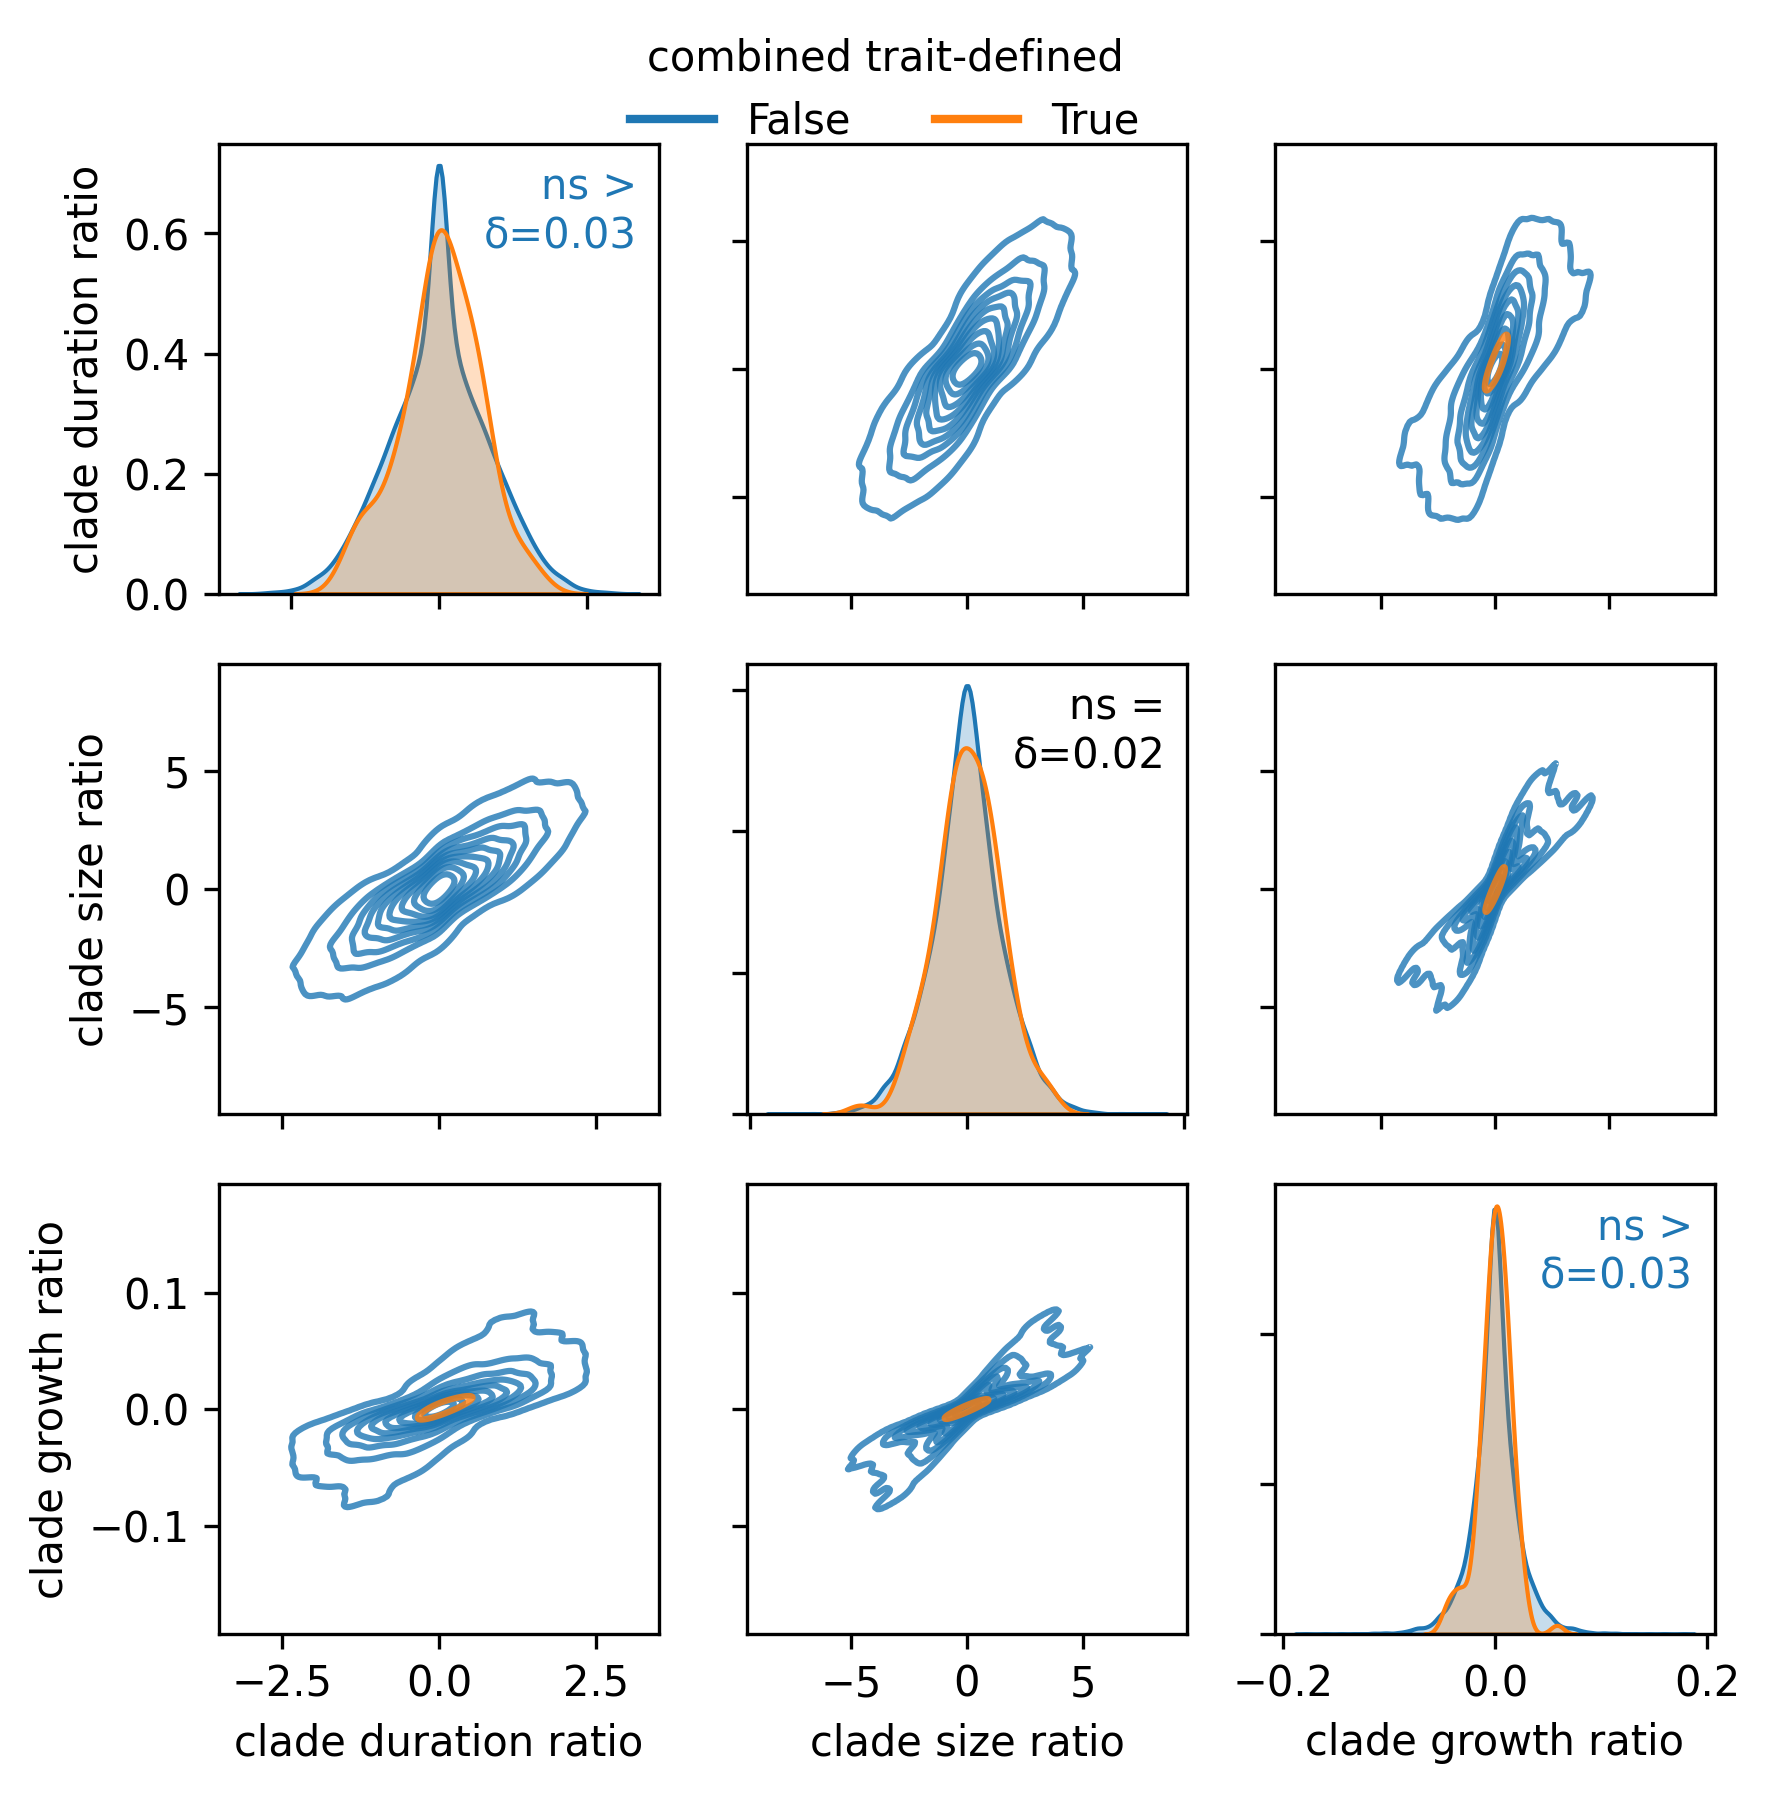 combined trait-defined
False True
clade duration ratio
0.6
0.4
0.2
0.0
ns >
δ=0.03
clade size ratio
5
0
−5
ns =
δ=0.02
clade growth ratio
0.1
0.0
−0.1
ns >
δ=0.03
−2.5 0.0 2.5
−5 0 5
−0.2 0.0 0.2
clade duration ratio
clade size ratio
clade growth ratio